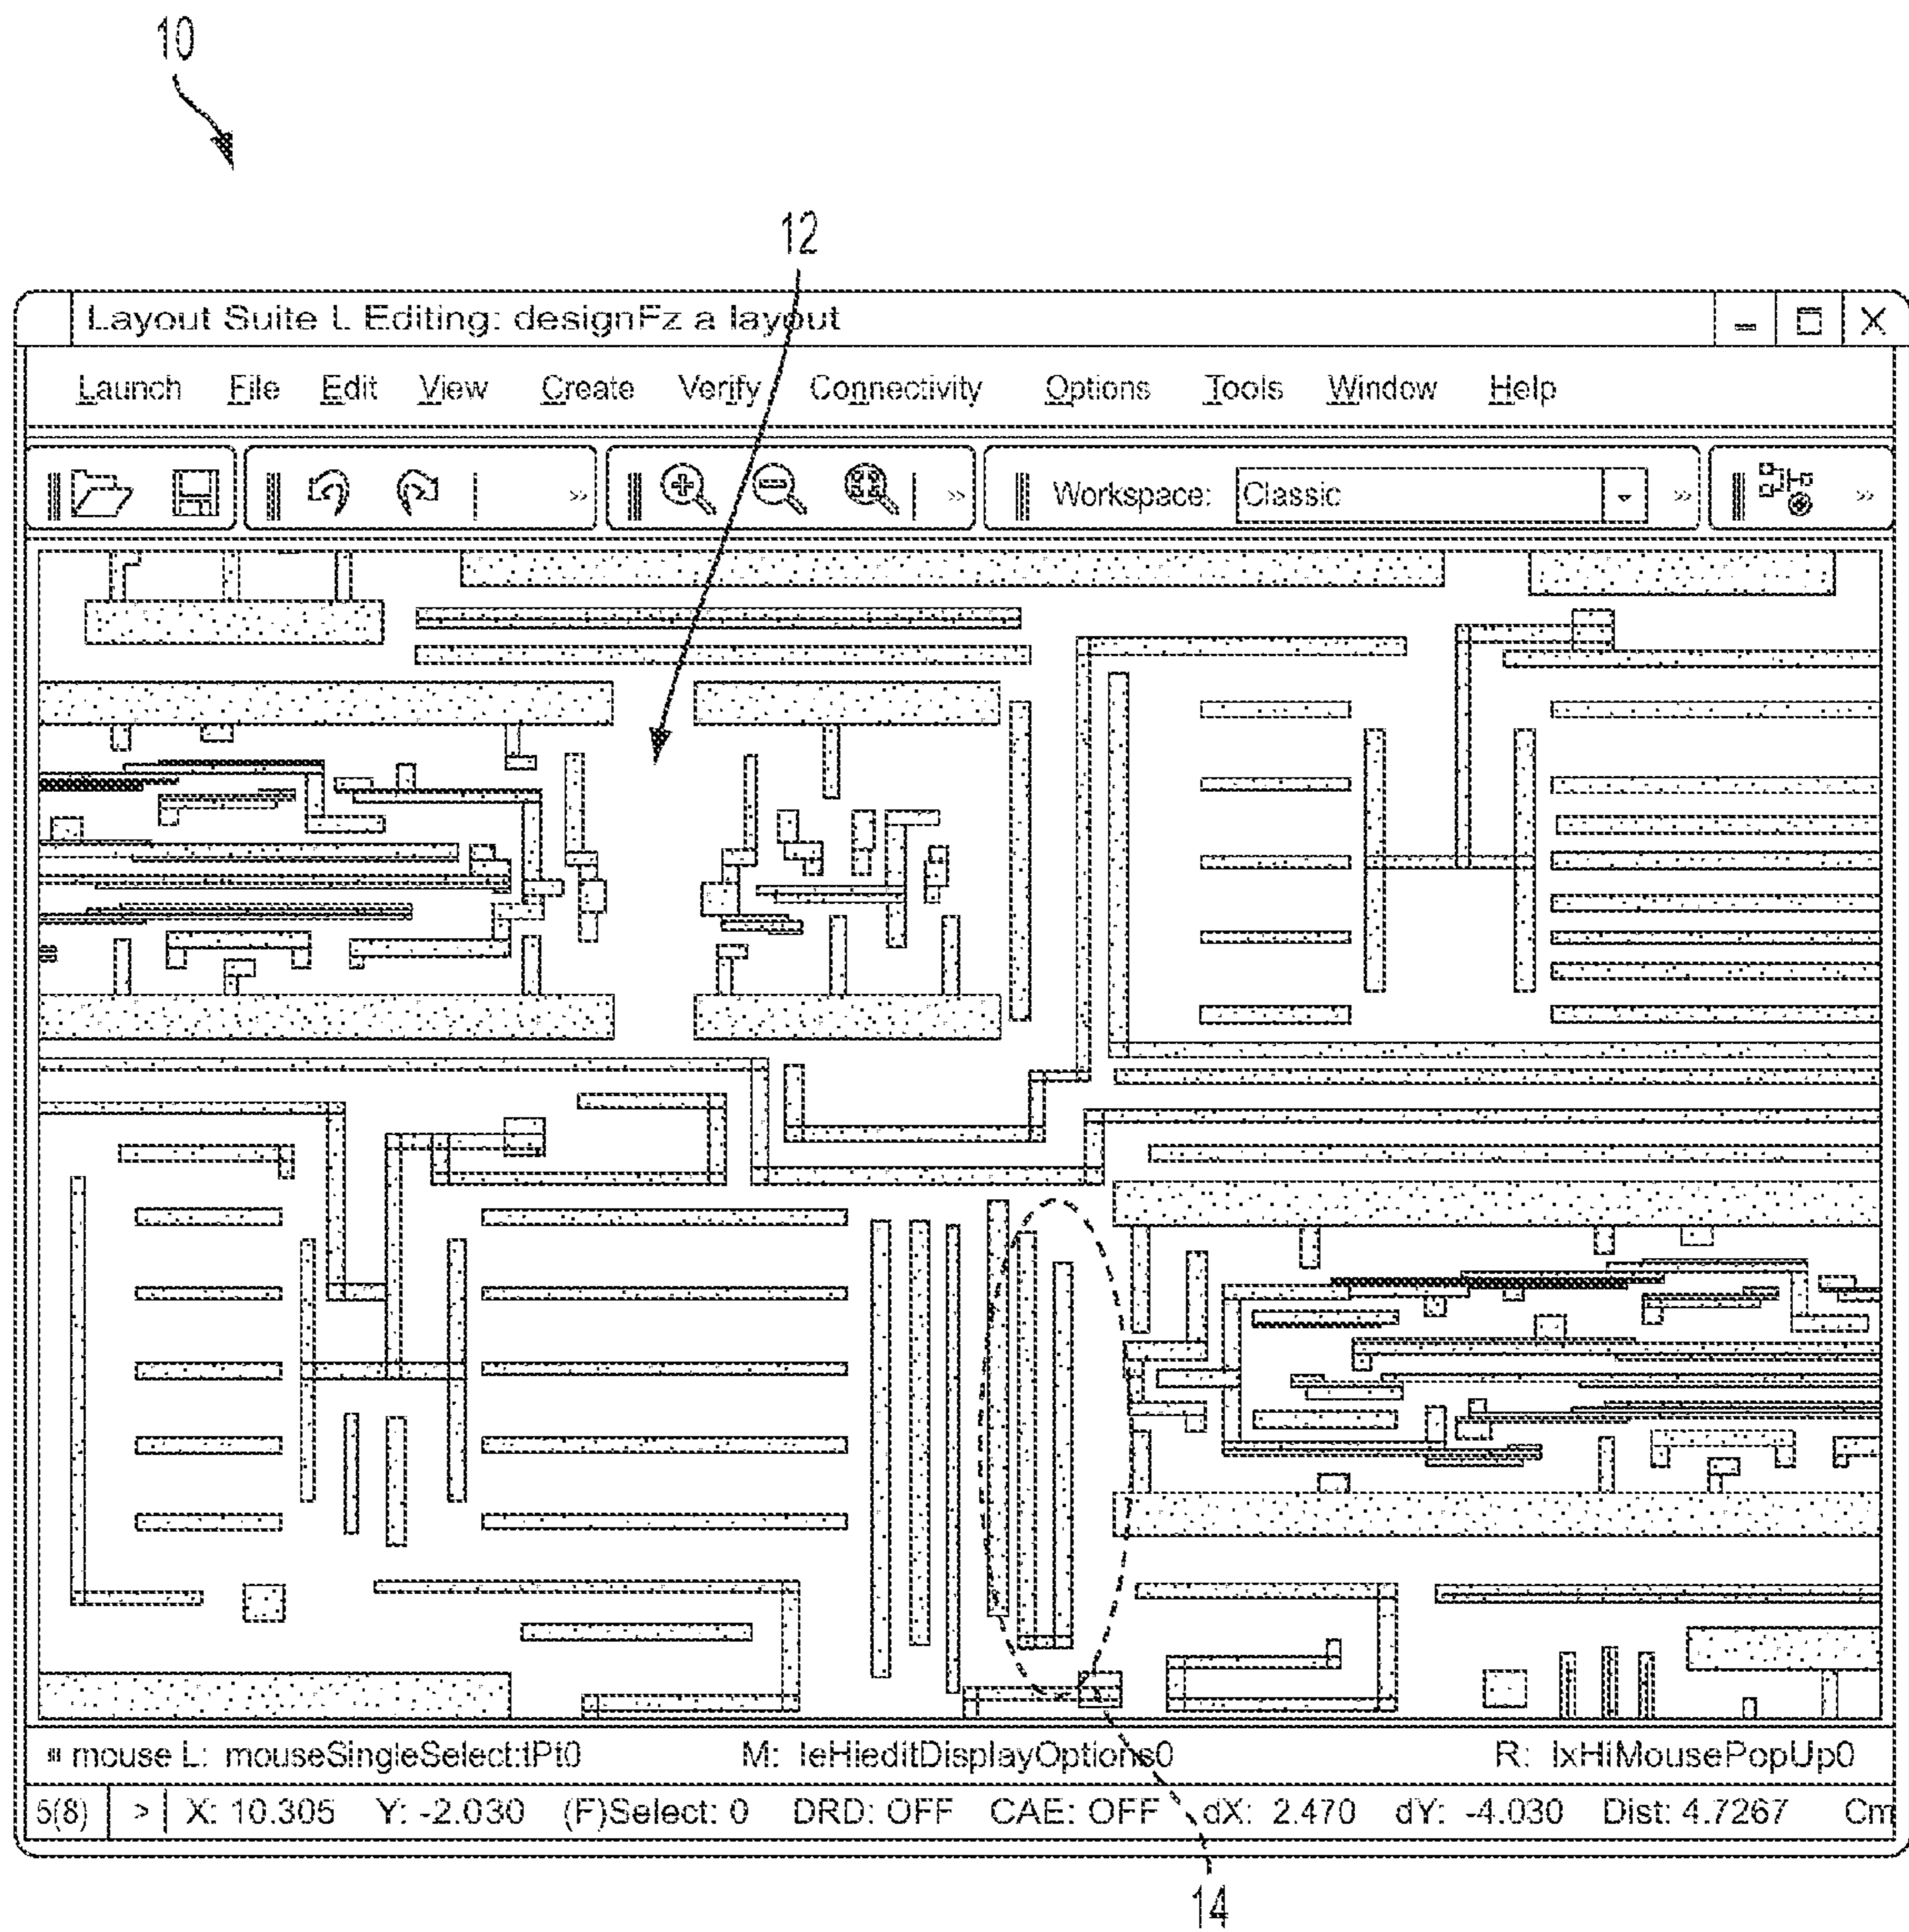 10
12
Layout Suite L Editing: designFz a layout
Launch File Edit View Create Verify Connectivity Options Tools Window Help
Workspace: Classic
mouse L: mouseSingleSelect:tPt0 M: leHieditDisplayOptions0 R: lxHiMousePopUp0
5(8) > X: 10.305 Y: -2.030 (F)Select: 0 DRD: OFF CAE: OFF dX: 2.470 dY: -4.030 Dist: 4.7267 Cm
14